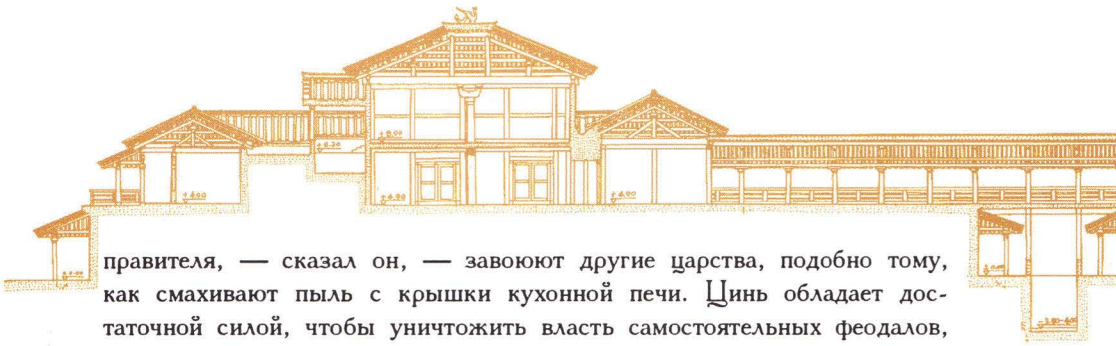 правителя, — сказал он, — завоюют другие царства, подобно тому,
как смахивают пыль с крышки кухонной печи. Цинь обладает дос-
таточной силой, чтобы уничтожить власть самостоятельных феодалов,